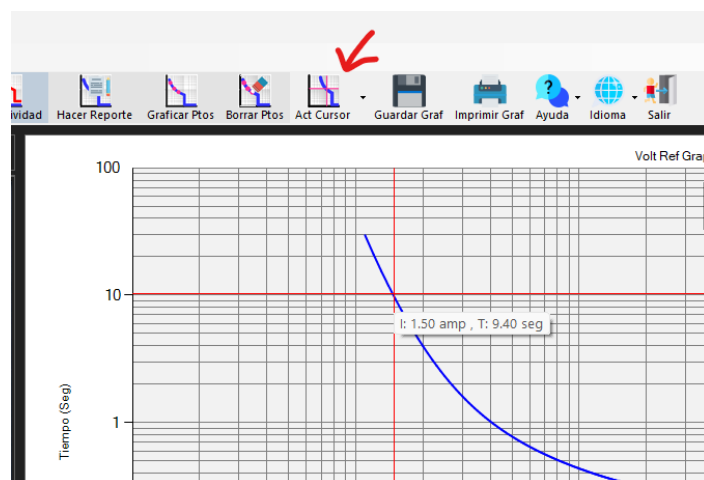 ividad Hacer Reporte Graficar Ptos Borrar Ptos Act Cursor Guardar Graf Imprimir Graf Ayuda Idioma Salir
Volt Ref Gra
100
10
I: 1.50 amp , T: 9.40 seg
1
Tiempo (Seg)